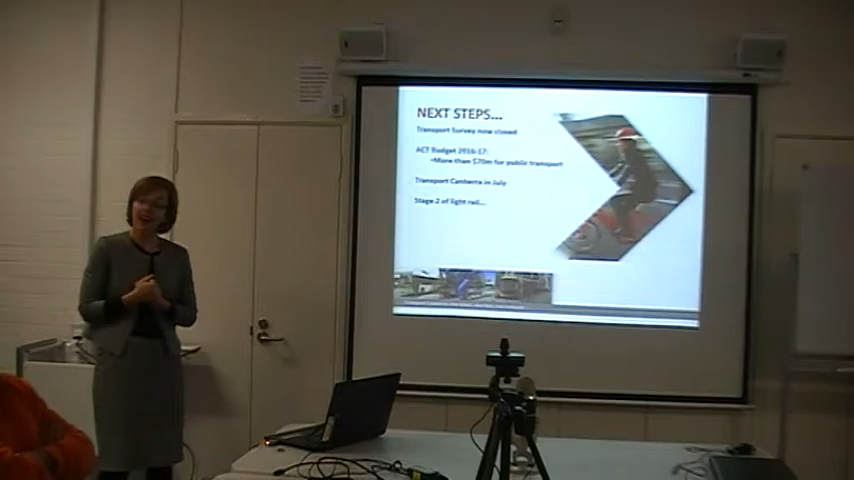 NEXT STEPS...
Transport Survey now closed
ACT Budget 2016-17:
•More than $70m for public transport
Transport Canberra in July
Stage 2 of light rail...